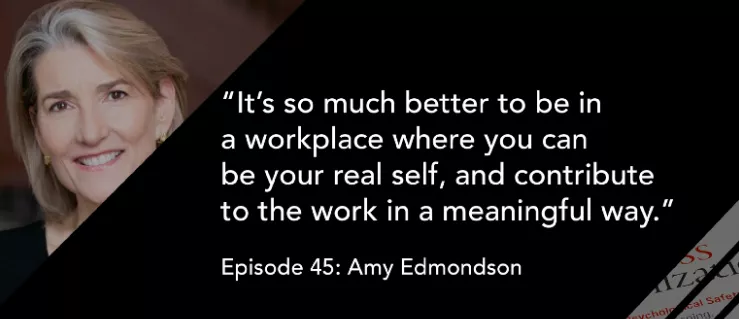 “It’s so much better to be in
a workplace where you can
be your real self, and contribute
to the work in a meaningful way.”
Episode 45: Amy Edmondson